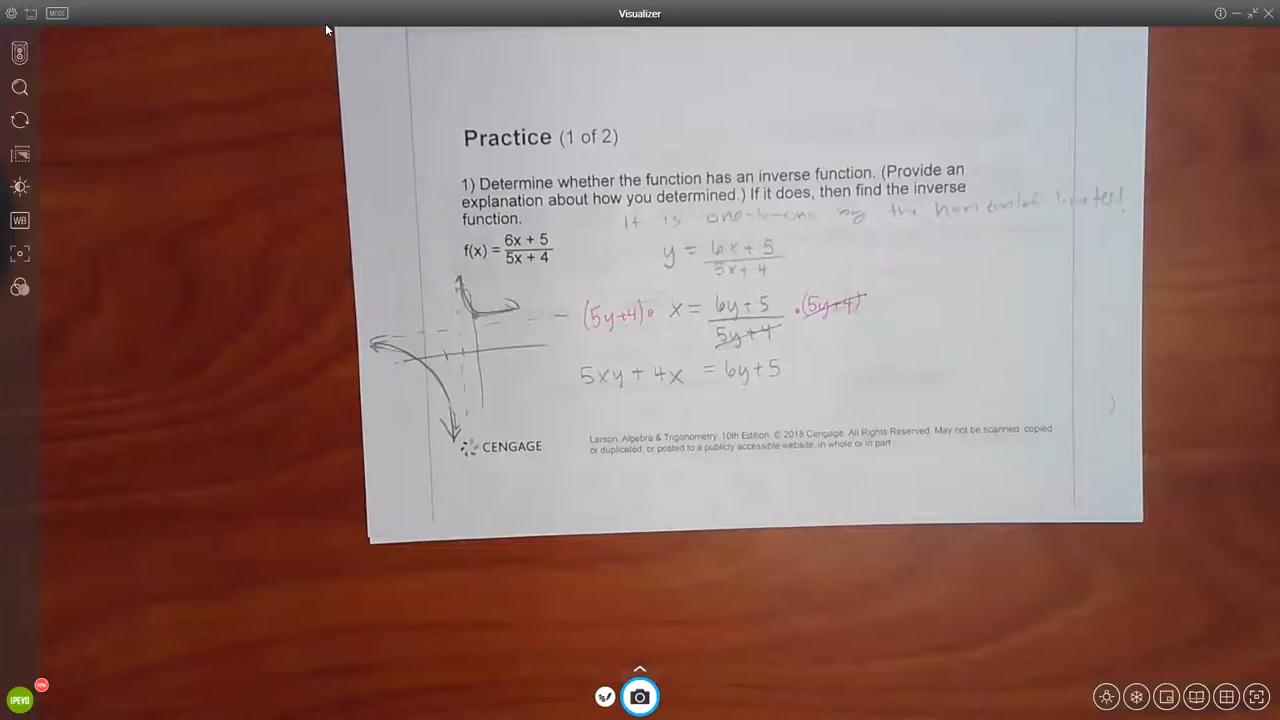 MODE
Visualizer
WB
Practice (1 of 2)
1) Determine whether the function has an inverse function. (Provide an
explanation about how you determined.) If it does, then find the inverse
function.
It is one-to-one by the horizontal
f(x) = 6x + 5 / 5x + 4
y = 6x + 5 / 5x + 4
(5y+4)• x = 6y+5 / 5y+4 •(5y+4)
5xy + 4x = 6y+5
CENGAGE
Larson, Algebra & Trigonometry, 10th Edition. © 2018 Cengage. All Rights Reserved. May not be scanned, copied
or duplicated, or posted to a publicly accessible website, in whole or in part.
IPEVO